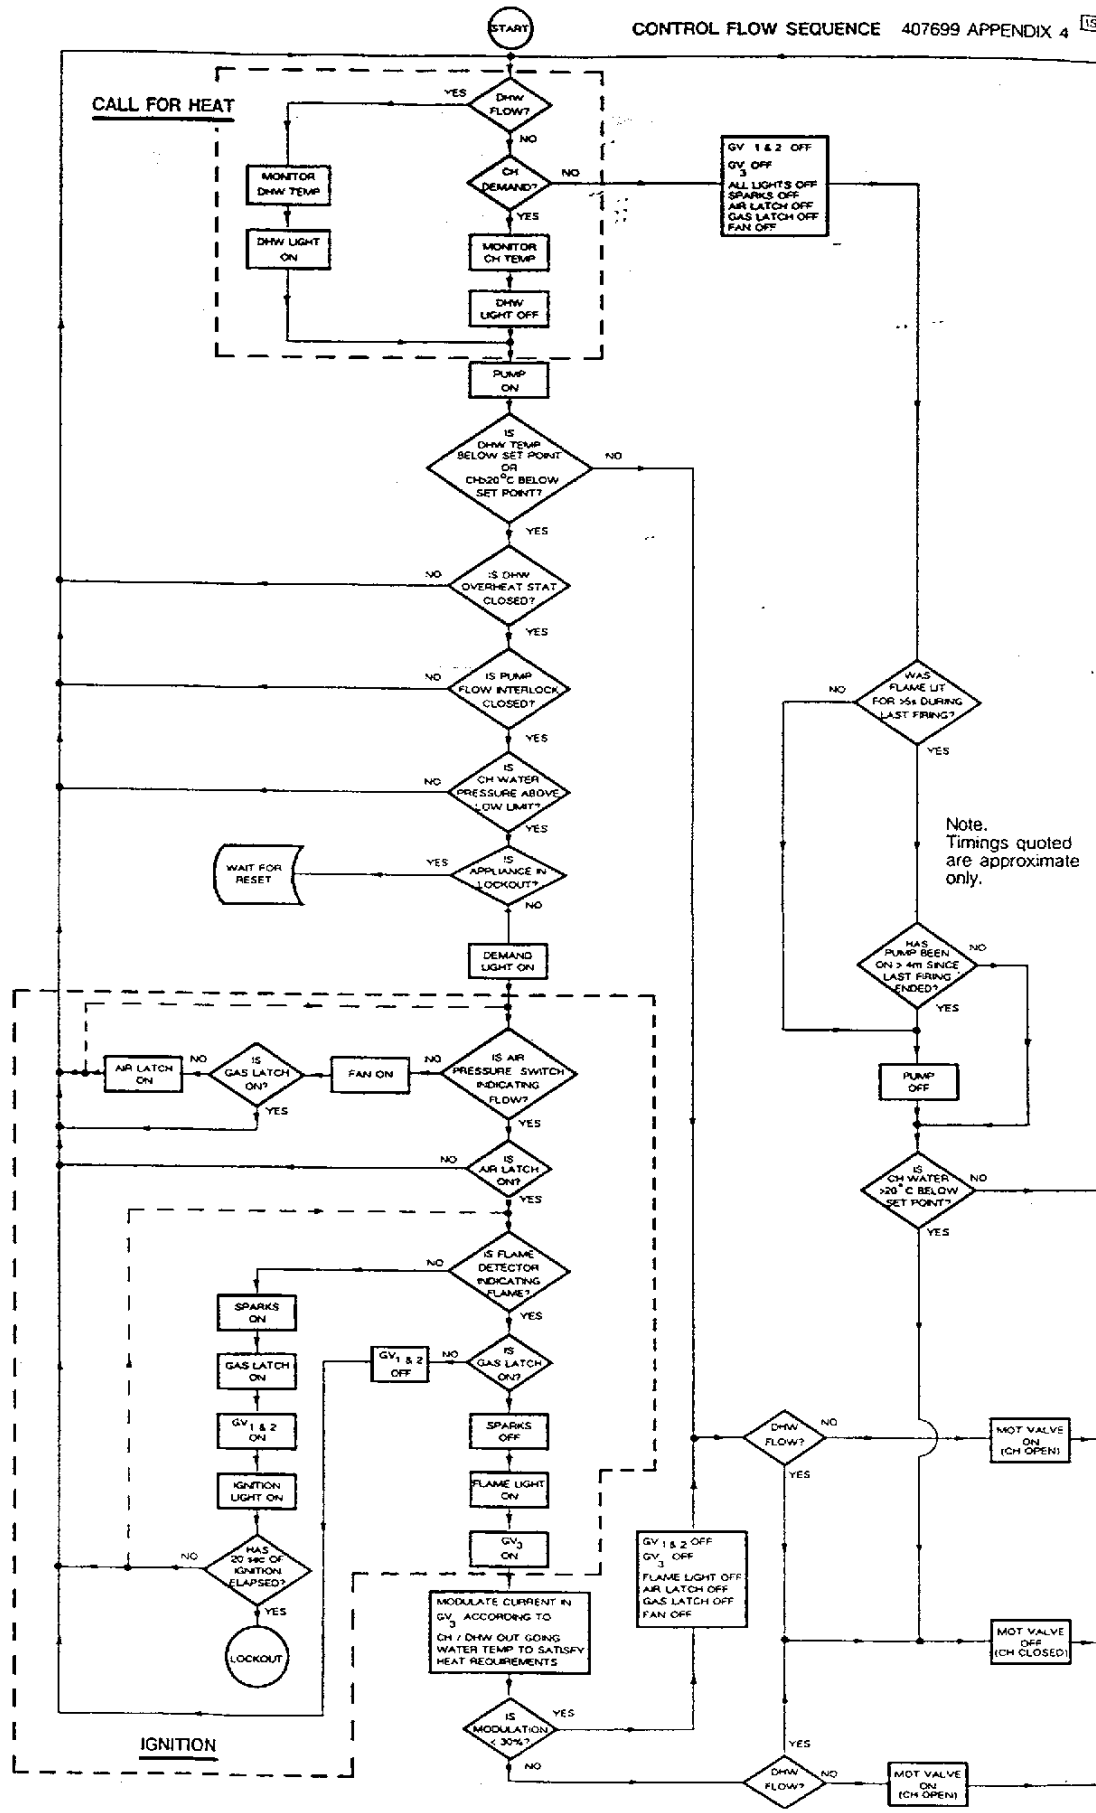 START
CONTROL FLOW SEQUENCE 407699 APPENDIX 4
CALL FOR HEAT
YES
DHW
FLOW?
NO
MONITOR
DHW TEMP
DHW LIGHT
ON
CH
DEMAND?
NO
YES
MONITOR
CH TEMP
DHW
LIGHT OFF
GV 1 & 2 OFF
GV3 OFF
ALL LIGHTS OFF
SPARKS OFF
AIR LATCH OFF
GAS LATCH OFF
FAN OFF
PUMP
ON
IS
DHW TEMP
BELOW SET POINT
OR
CH>20°C BELOW
SET POINT?
NO
YES
IS DHW
OVERHEAT STAT
CLOSED?
NO
YES
IS PUMP
FLOW INTERLOCK
CLOSED?
NO
YES
IS
CH WATER
PRESSURE ABOVE
LOW LIMIT?
NO
YES
IS
APPLIANCE IN
LOCKOUT?
YES
NO
WAIT FOR
RESET
DEMAND
LIGHT ON
WAS
FLAME LIT
FOR >5s DURING
LAST FIRING?
NO
YES
Note.
Timings quoted
are approximate
only.
HAS
PUMP BEEN
ON > 4m SINCE
LAST FIRING
ENDED?
NO
YES
PUMP
OFF
IS
CH WATER
>20°C BELOW
SET POINT?
NO
YES
IS AIR
PRESSURE SWITCH
INDICATING
FLOW?
NO
YES
FAN ON
IS
GAS LATCH
ON?
NO
YES
AIR LATCH
ON
IS
AIR LATCH
ON?
NO
YES
IS FLAME
DETECTOR
INDICATING
FLAME?
NO
YES
SPARKS
ON
GAS LATCH
ON
GV1 & 2
ON
IGNITION
LIGHT ON
HAS
20 sec OF
IGNITION
ELAPSED?
NO
YES
LOCKOUT
IS
GAS LATCH
ON?
NO
YES
GV1 & 2
OFF
SPARKS
OFF
FLAME LIGHT
ON
GV3
ON
MODULATE CURRENT IN
GV3 ACCORDING TO
CH / DHW OUT GOING
WATER TEMP TO SATISFY
HEAT REQUIREMENTS
IS
MODULATION
< 30%?
YES
NO
IGNITION
GV1 & 2 OFF
GV3 OFF
FLAME LIGHT OFF
AIR LATCH OFF
GAS LATCH OFF
FAN OFF
DHW
FLOW?
NO
YES
MOT VALVE
ON
(CH OPEN)
MOT VALVE
OFF
(CH CLOSED)
YES
DHW
FLOW?
NO
MOT VALVE
ON
(CH OPEN)